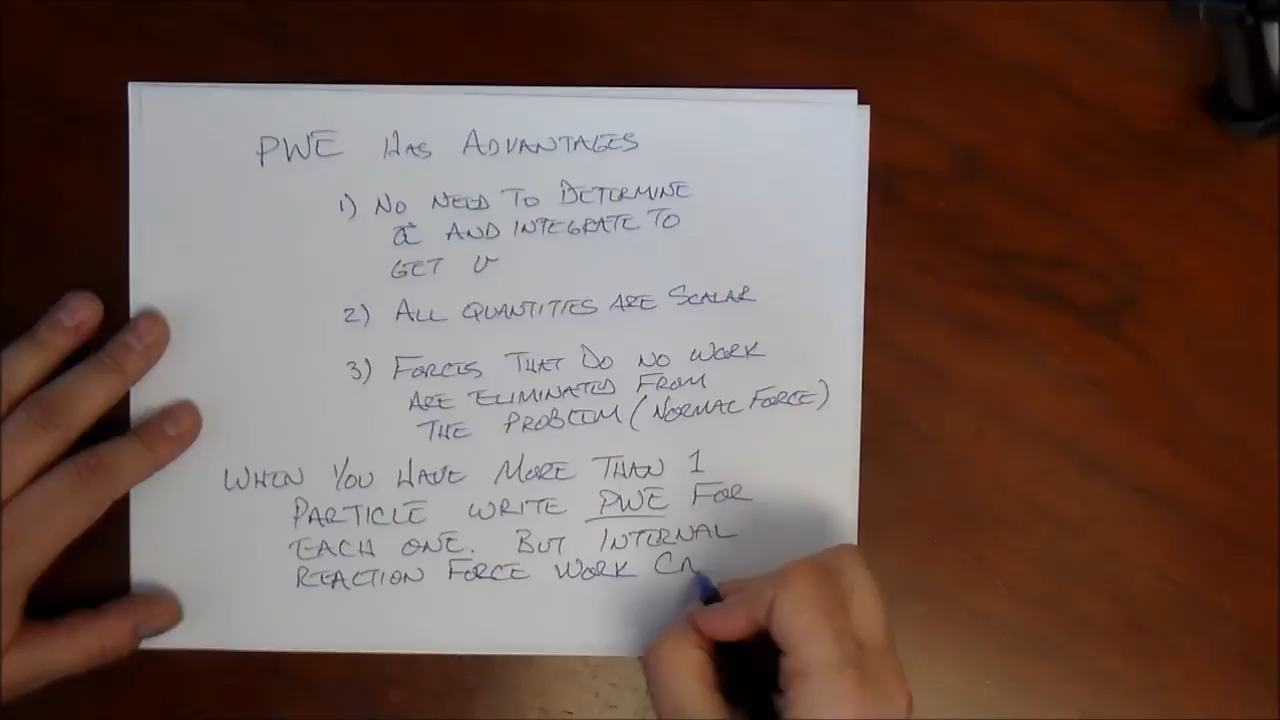 PWE HAS ADVANTAGES
1) NO NEED TO DETERMINE
a⃗ AND INTEGRATE TO
GET v
2) ALL QUANTITIES ARE SCALAR
3) FORCES THAT DO NO WORK
ARE ELIMINATED FROM
THE PROBLEM (NORMAL FORCE)
WHEN YOU HAVE MORE THAN 1
PARTICLE WRITE PWE FOR
EACH ONE. BUT INTERNAL
REACTION FORCE WORK